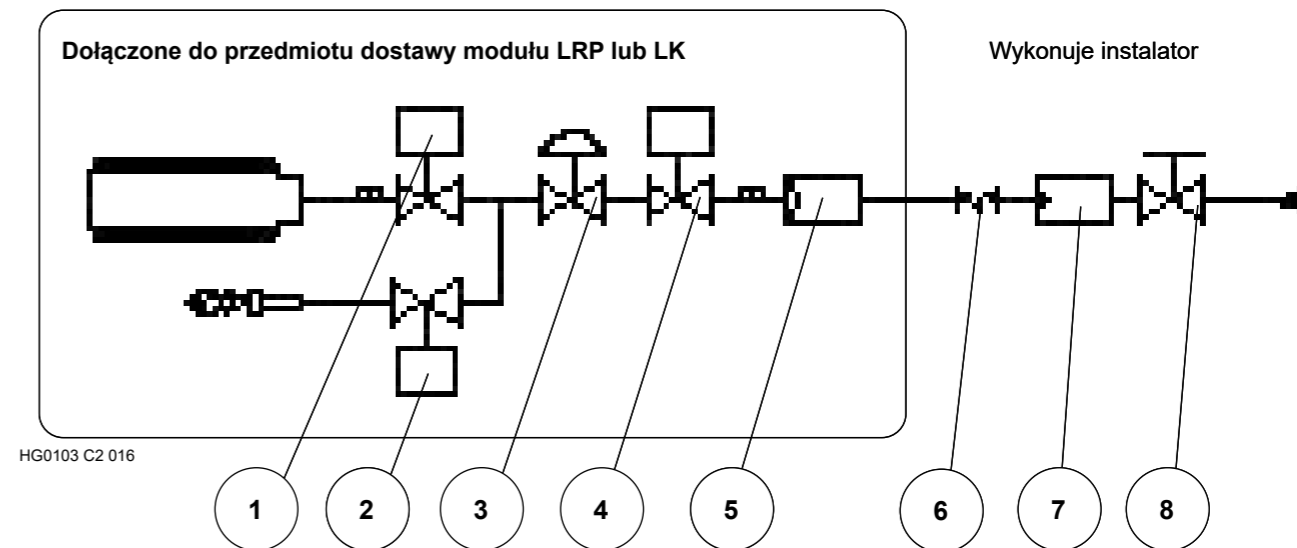 Dołączone do przedmiotu dostawy modułu LRP lub LK
Wykonuje instalator
HG0103 C2 016
1 2 3 4 5 6 7 8